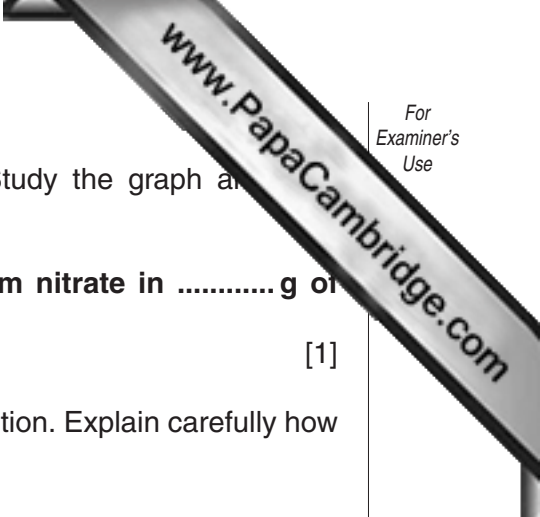 www.PapaCambridge.com
For
Examiner's
Use
Study the graph
m nitrate in ............ g of
[1]
tion. Explain carefully how